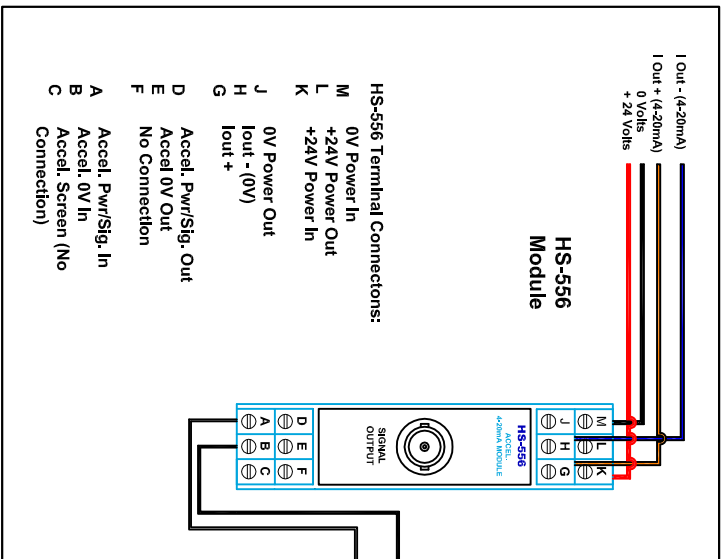 I Out - (4-20mA)
I Out + (4-20mA)
0 Volts
+ 24 Volts
HS-556
Module
HS-556 Terminal Connectons:
M 0V Power In
L +24V Power Out
K +24V Power In
J 0V Power Out
H Iout - (0V)
G Iout +
D Accel. Pwr/Sig. Out
E Accel 0V Out
F No Connection
A Accel. Pwr/Sig. In
B Accel. 0V In
C Accel. Screen (No
Connection)
M L K
J H G
HS-556
ACCEL.
4-20mA MODULE
SIGNAL
OUTPUT
D E F
A B C